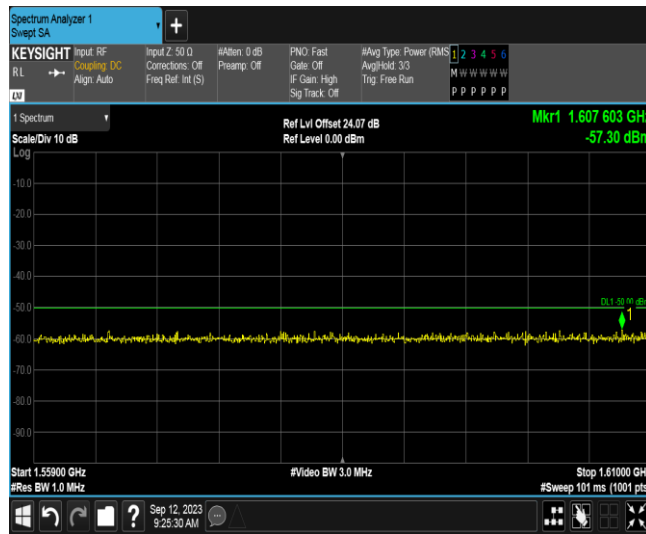 Spectrum Analyzer 1
Swept SA
+
KEYSIGHT
RL
LXI
Input: RF
Coupling: DC
Align: Auto
Input Z: 50 Ω
Corrections: Off
Freq Ref: Int (S)
#Atten: 0 dB
Preamp: Off
PNO: Fast
Gate: Off
IF Gain: High
Sig Track: Off
#Avg Type: Power (RMS
Avg|Hold: 3/3
Trig: Free Run
1 2 3 4 5 6
M W W W W W
P P P P P P
1 Spectrum
Scale/Div 10 dB
Ref Lvl Offset 24.07 dB
Ref Level 0.00 dBm
Mkr1 1.607 603 GHz
-57.30 dBm
Log
-10.0
-20.0
-30.0
-40.0
-50.0
DL1 -50.00 dBm
1
-60.0
-70.0
-80.0
-90.0
Start 1.55900 GHz
#Video BW 3.0 MHz
Stop 1.61000 GHz
#Res BW 1.0 MHz
#Sweep 101 ms (1001 pts
?
Sep 12, 2023
9:25:30 AM